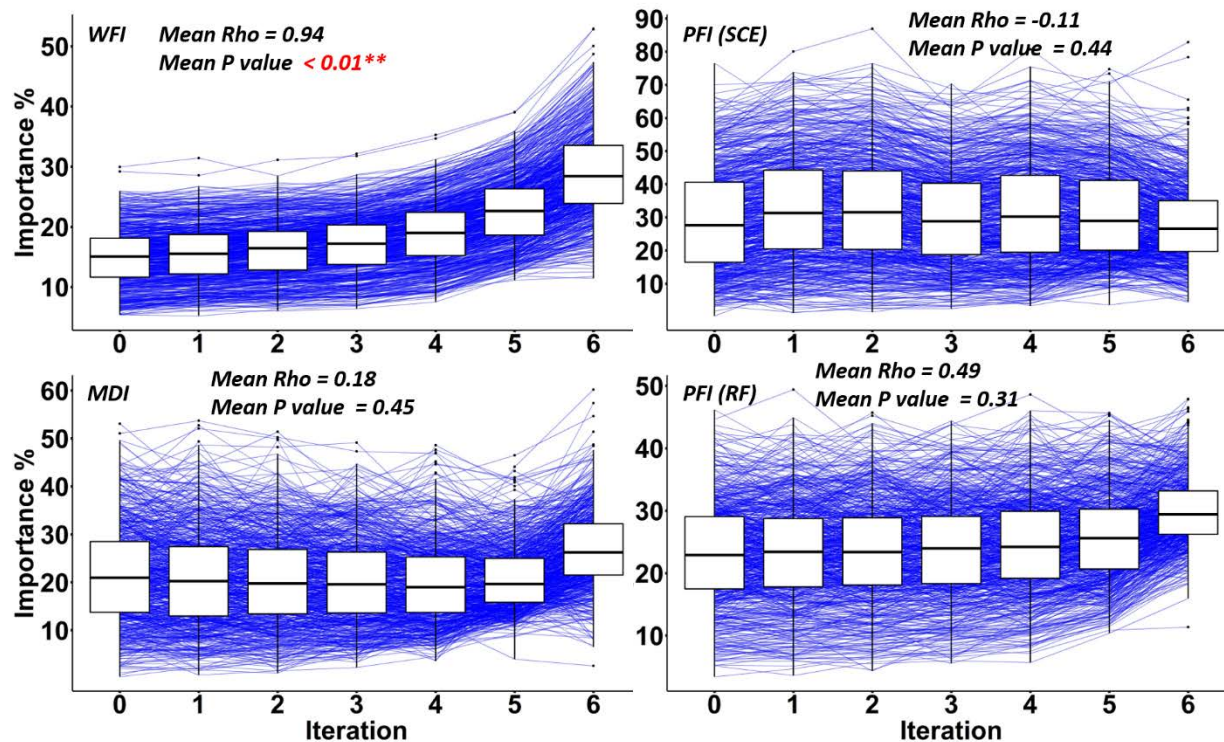 WFI
Mean Rho = 0.94
Mean P value < 0.01**
Importance %
50
40
30
20
10
0 1 2 3 4 5 6
PFI (SCE)
Mean Rho = -0.11
Mean P value = 0.44
90
80
70
60
50
40
30
20
10
0 1 2 3 4 5 6
MDI
Mean Rho = 0.18
Mean P value = 0.45
Importance %
60
50
40
30
20
10
0 1 2 3 4 5 6
Iteration
PFI (RF)
Mean Rho = 0.49
Mean P value = 0.31
50
40
30
20
10
0 1 2 3 4 5 6
Iteration